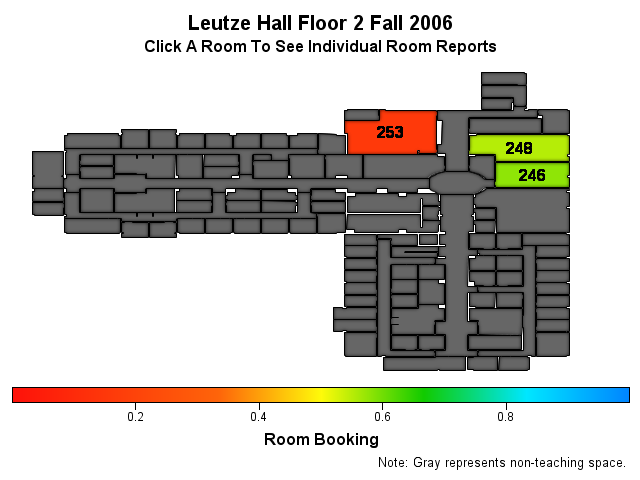 Leutze Hall Floor 2 Fall 2006
Click A Room To See Individual Room Reports
253
248
246
0.2 0.4 0.6 0.8
Room Booking
Note: Gray represents non-teaching space.